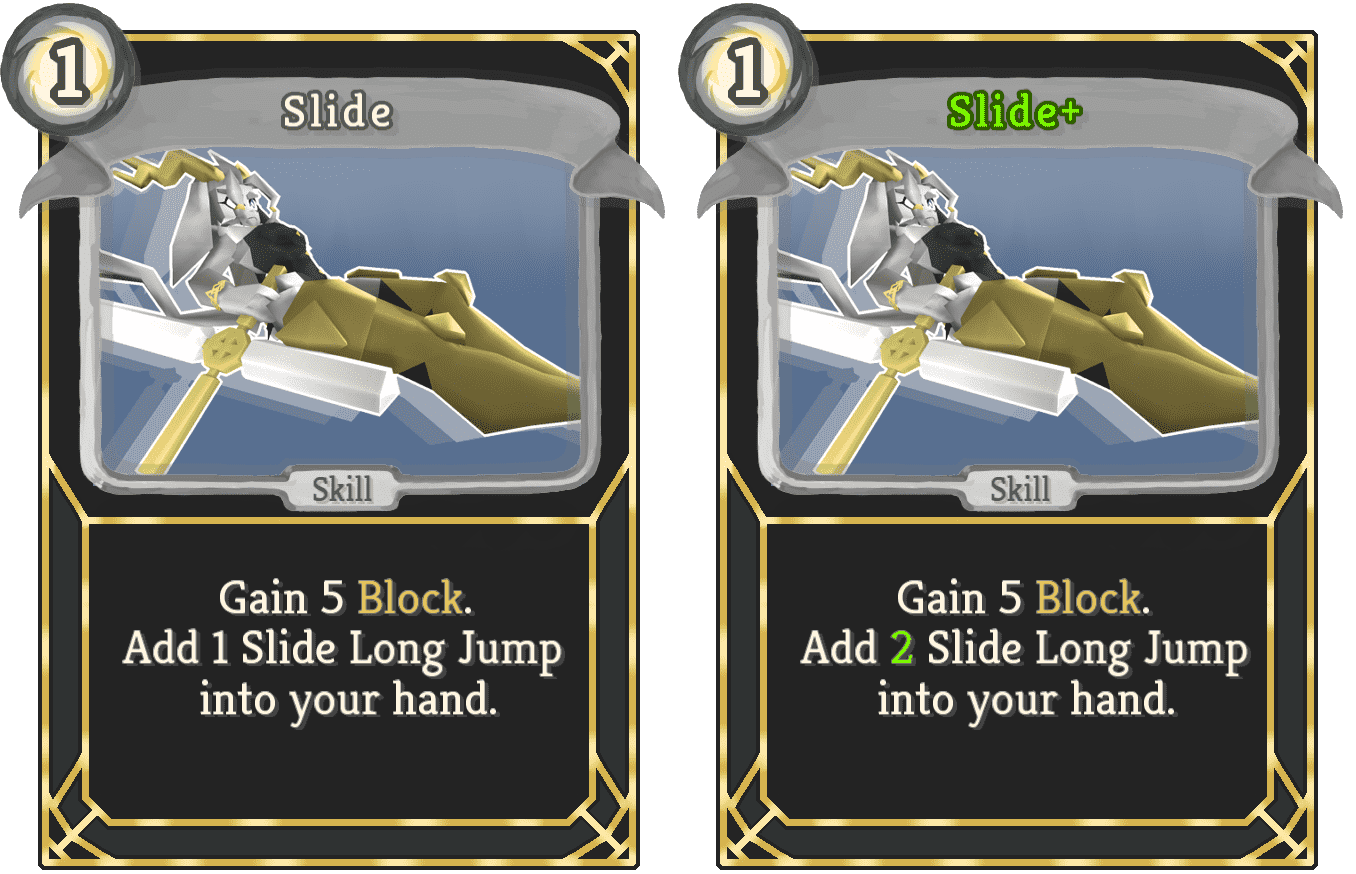 1
Slide
Skill
Gain 5 Block.
Add 1 Slide Long Jump
into your hand.
1
Slide+
Skill
Gain 5 Block.
Add 2 Slide Long Jump
into your hand.